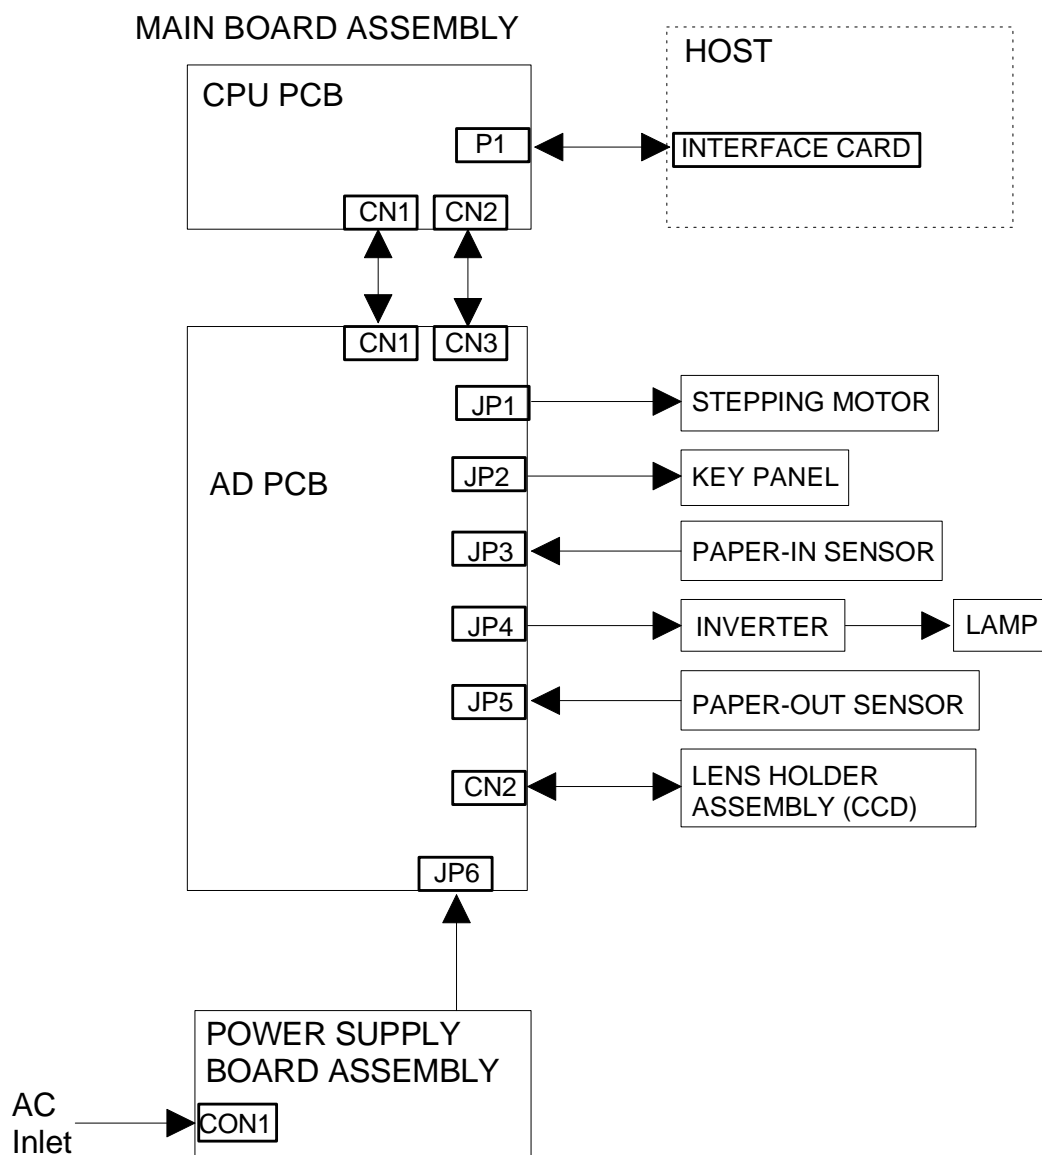 MAIN BOARD ASSEMBLY
HOST
CPU PCB
P1
INTERFACE CARD
CN1
CN2
CN1
CN3
JP1
STEPPING MOTOR
AD PCB
JP2
KEY PANEL
JP3
PAPER-IN SENSOR
JP4
INVERTER
LAMP
JP5
PAPER-OUT SENSOR
CN2
LENS HOLDER
ASSEMBLY (CCD)
JP6
POWER SUPPLY
BOARD ASSEMBLY
AC
Inlet
CON1